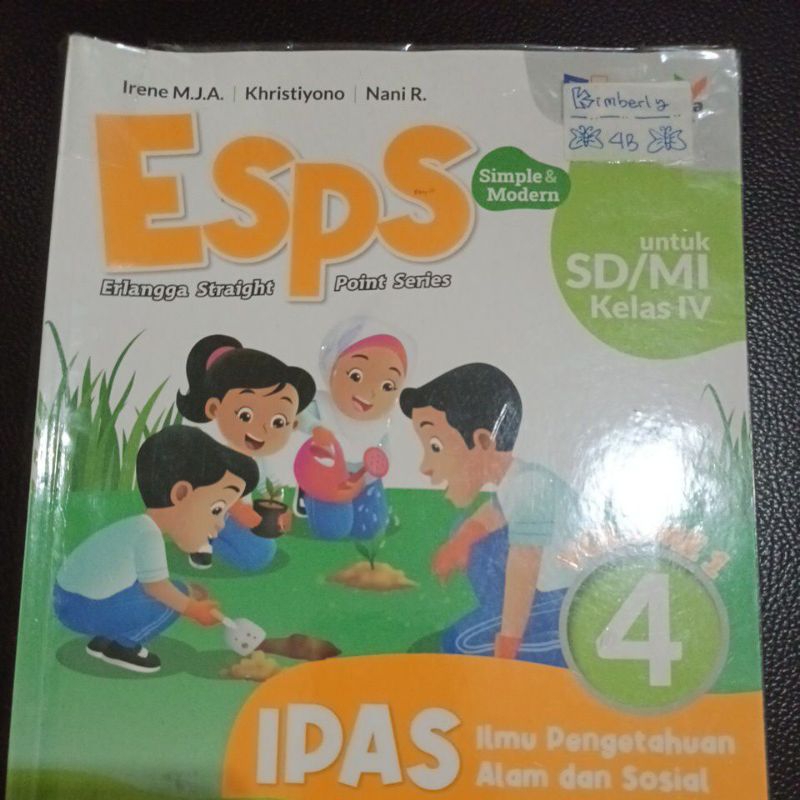 Irene M.J.A. | Khristiyono | Nani R.
Kimberly
4B
ESPS
Simple &
Modern
Erlangga Straight Point Series
untuk
SD/MI
Kelas IV
4
IPAS
Ilmu Pengetahuan
Alam dan Sosial